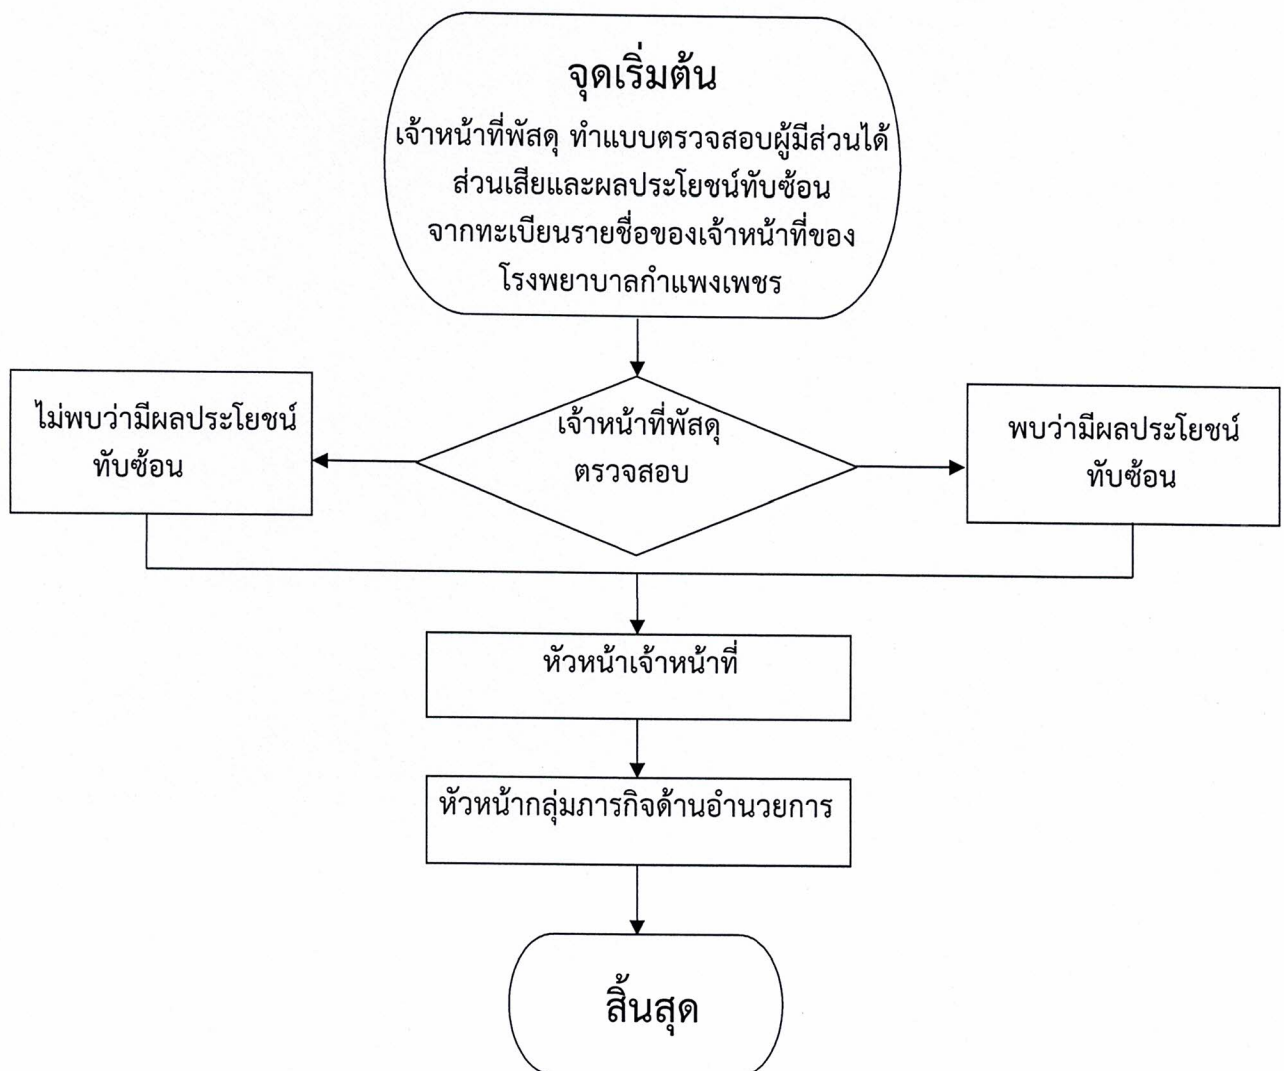 จุดเริ่มต้น
เจ้าหน้าที่พัสดุ ทำแบบตรวจสอบผู้มีส่วนได้
ส่วนเสียและผลประโยชน์ทับซ้อน
จากทะเบียนรายชื่อของเจ้าหน้าที่ของ
โรงพยาบาลกำแพงเพชร
ไม่พบว่ามีผลประโยชน์
ทับซ้อน
เจ้าหน้าที่พัสดุ
ตรวจสอบ
พบว่ามีผลประโยชน์
ทับซ้อน
หัวหน้าเจ้าหน้าที่
หัวหน้ากลุ่มภารกิจด้านอำนวยการ
สิ้นสุด